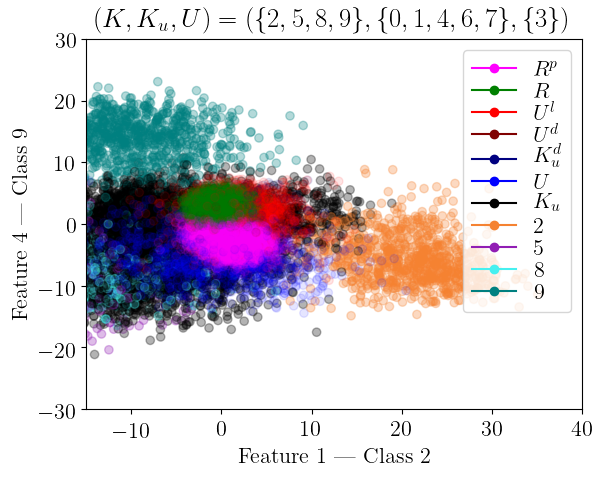 (K, K_u, U) = ({2, 5, 8, 9}, {0, 1, 4, 6, 7}, {3})
30
20
10
0
−10
−20
−30
−10
0
10
20
30
40
Feature 4 — Class 9
Feature 1 — Class 2
R^p
R
U^l
U^d
K_u^d
U
K_u
2
5
8
9